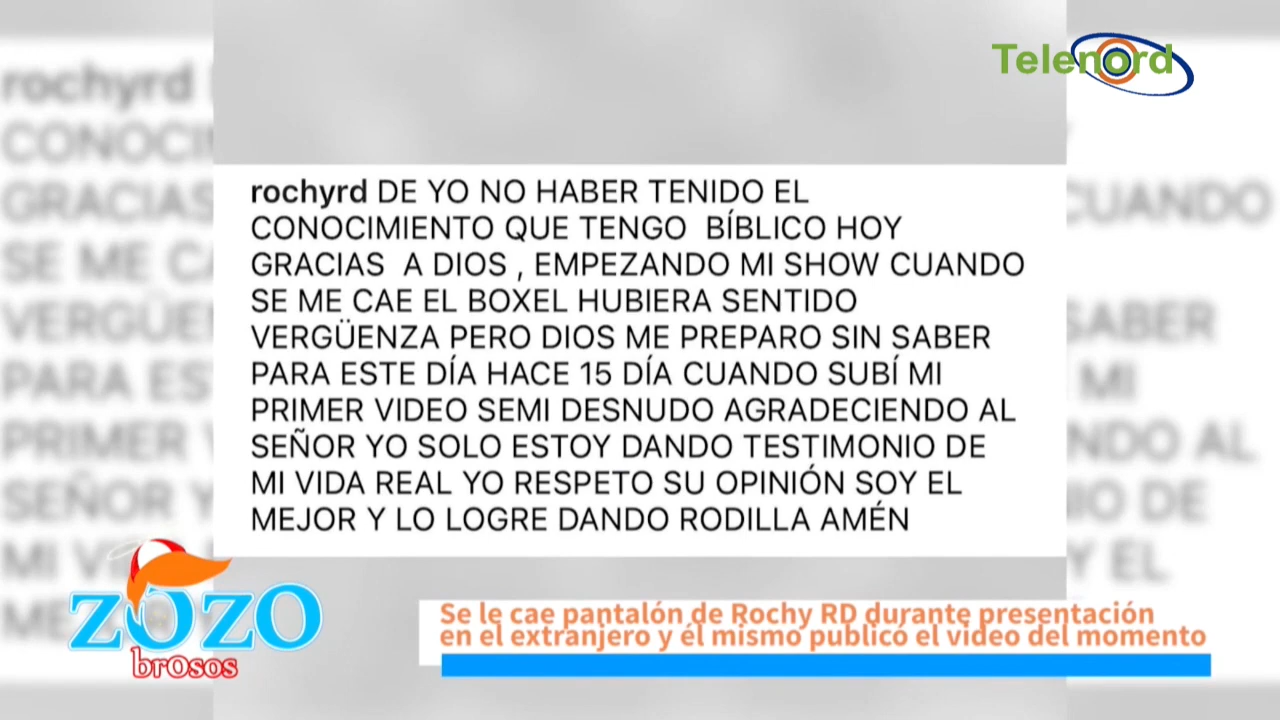 Telenord
rochyrd DE YO NO HABER TENIDO EL
CONOCIMIENTO QUE TENGO BÍBLICO HOY
GRACIAS A DIOS , EMPEZANDO MI SHOW CUANDO
SE ME CAE EL BOXEL HUBIERA SENTIDO
VERGÜENZA PERO DIOS ME PREPARO SIN SABER
PARA ESTE DÍA HACE 15 DÍA CUANDO SUBÍ MI
PRIMER VIDEO SEMI DESNUDO AGRADECIENDO AL
SEÑOR YO SOLO ESTOY DANDO TESTIMONIO DE
MI VIDA REAL YO RESPETO SU OPINIÓN SOY EL
MEJOR Y LO LOGRE DANDO RODILLA AMÉN
ZOZO
brOsos
Se le cae pantalón de Rochy RD durante presentación
en el extranjero y él mismo publicó el video del momento